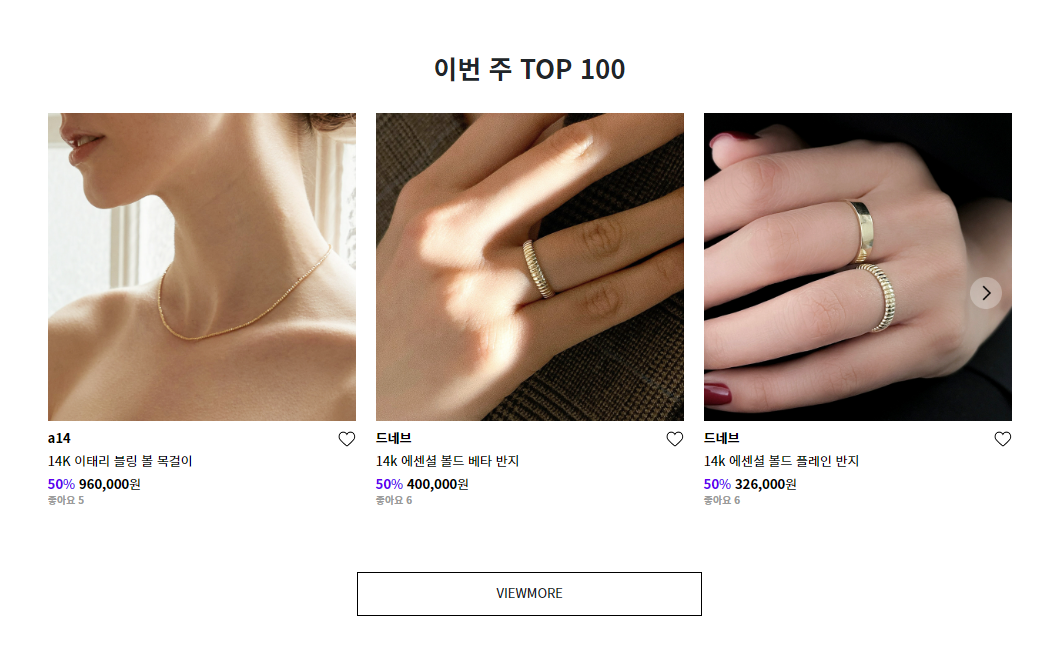 이번 주 TOP 100
a14
14K 이태리 블링 볼 목걸이
50% 960,000원
좋아요 5
드네브
14k 에센셜 볼드 베타 반지
50% 400,000원
좋아요 6
드네브
14k 에센셜 볼드 플레인 반지
50% 326,000원
좋아요 6
VIEWMORE